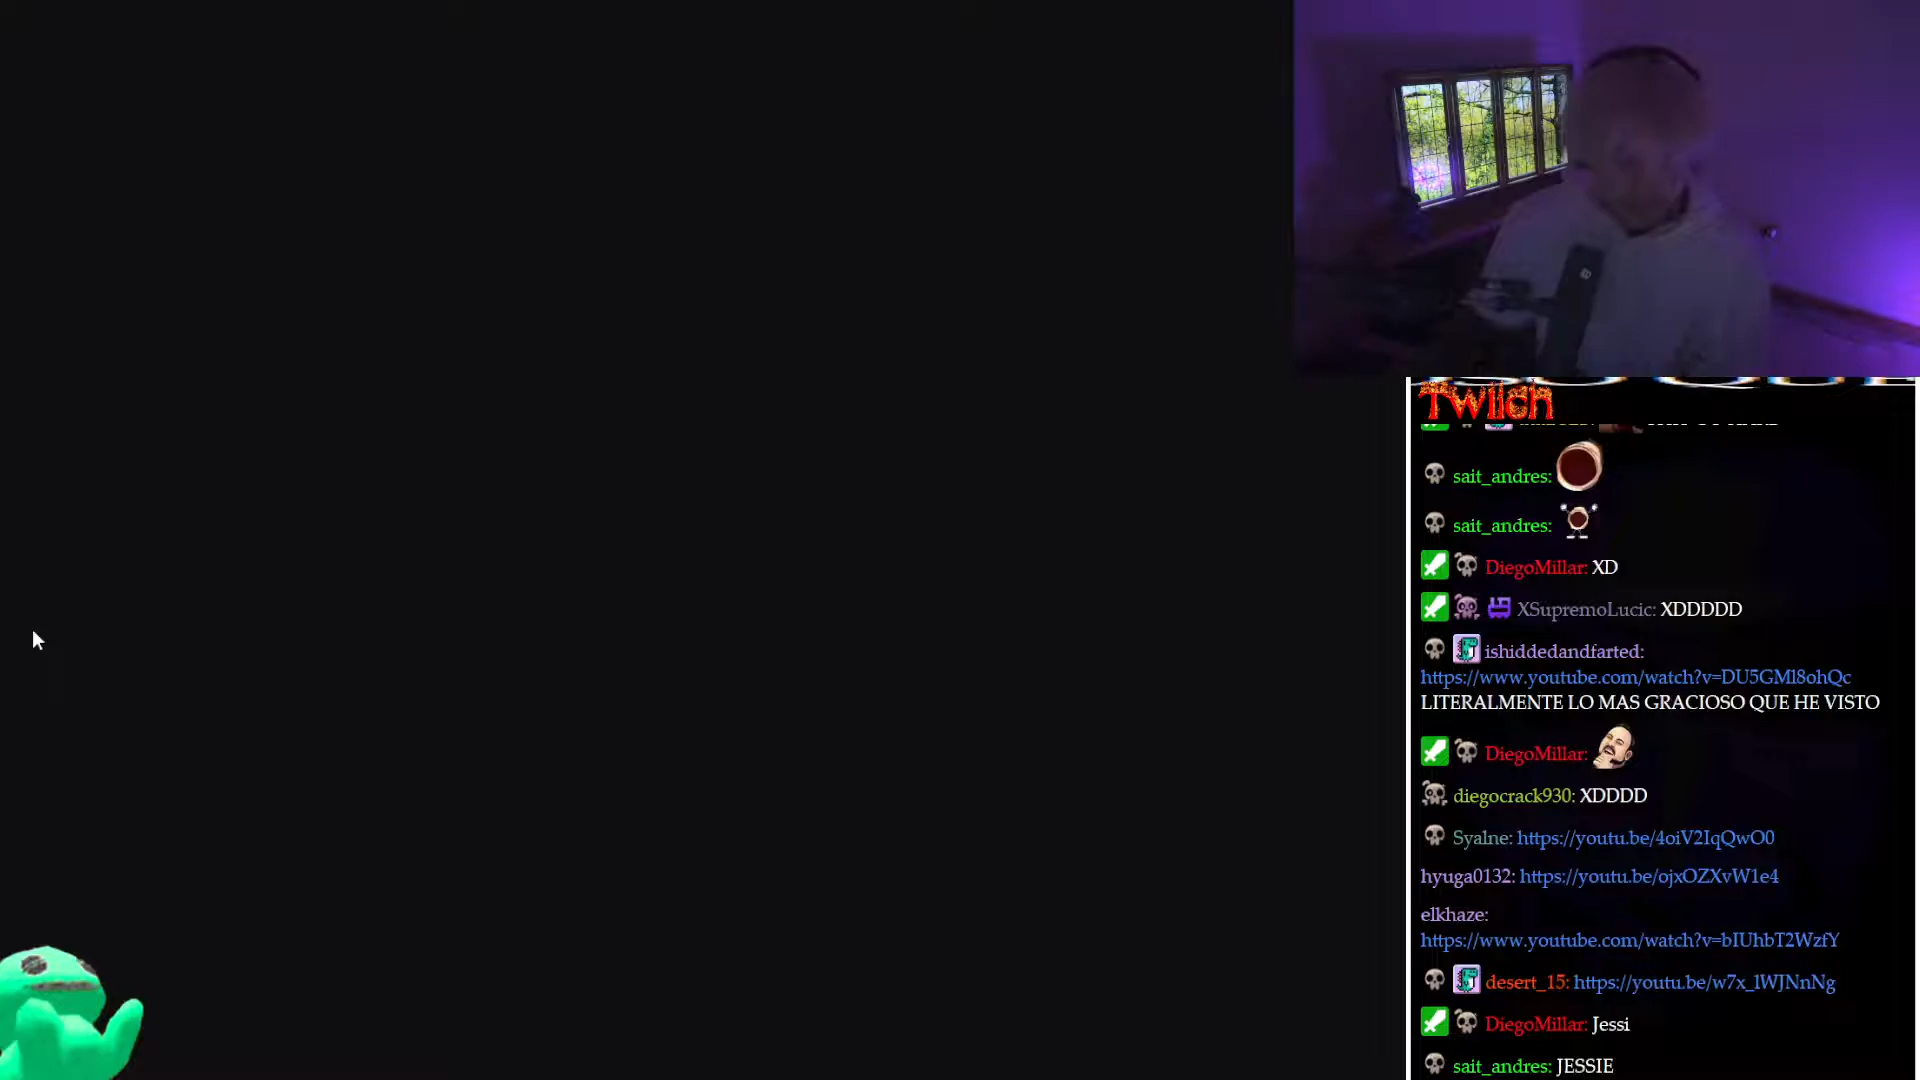 Twitch
sait_andres:
sait_andres:
DiegoMillar: XD
XSupremoLucic: XDDDDD
ishiddedandfarted:
https://www.youtube.com/watch?v=DU5GMl8ohQc
LITERALMENTE LO MAS GRACIOSO QUE HE VISTO
DiegoMillar:
diegocrack930: XDDDD
Syalne: https://youtu.be/4oiV2IqQwO0
hyuga0132: https://youtu.be/ojxOZXvW1e4
elkhaze:
https://www.youtube.com/watch?v=bIUhbT2WzfY
desert_15: https://youtu.be/w7x_1WJNnNg
DiegoMillar: Jessi
sait_andres: JESSIE